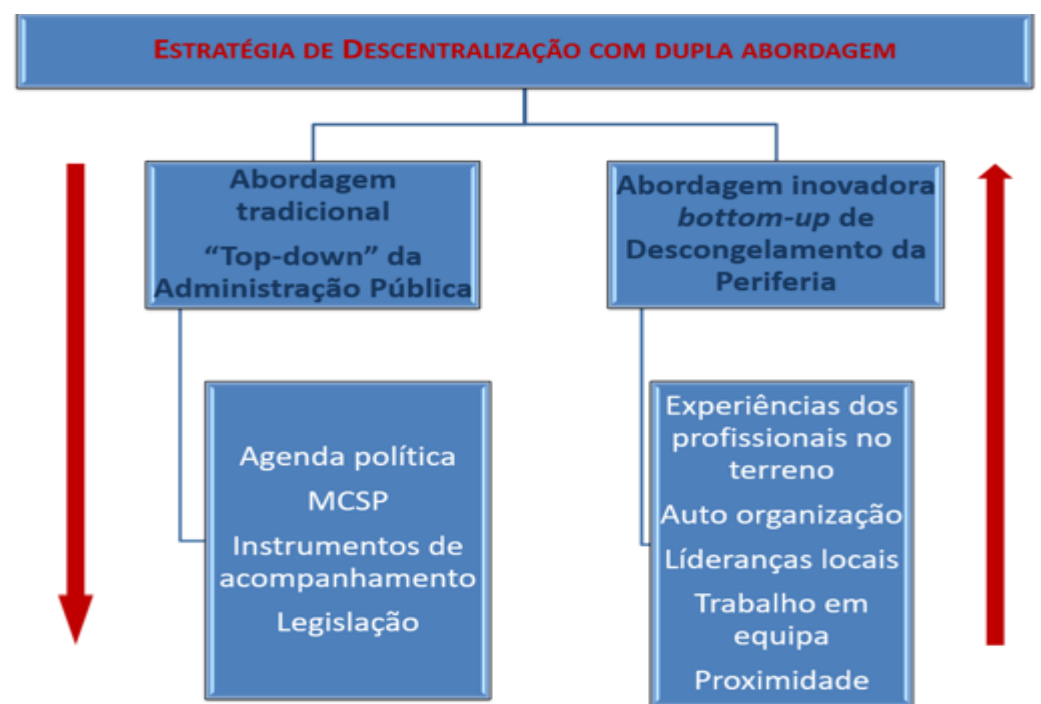 ESTRATÉGIA DE DESCENTRALIZAÇÃO COM DUPLA ABORDAGEM
Abordagem
tradicional
“Top-down” da
Administração Pública
Abordagem inovadora
bottom-up de
Descongelamento da
Periferia
Agenda política
MCSP
Instrumentos de
acompanhamento
Legislação
Experiências dos
profissionais no
terreno
Auto organização
Líderanças locais
Trabalho em
equipa
Proximidade